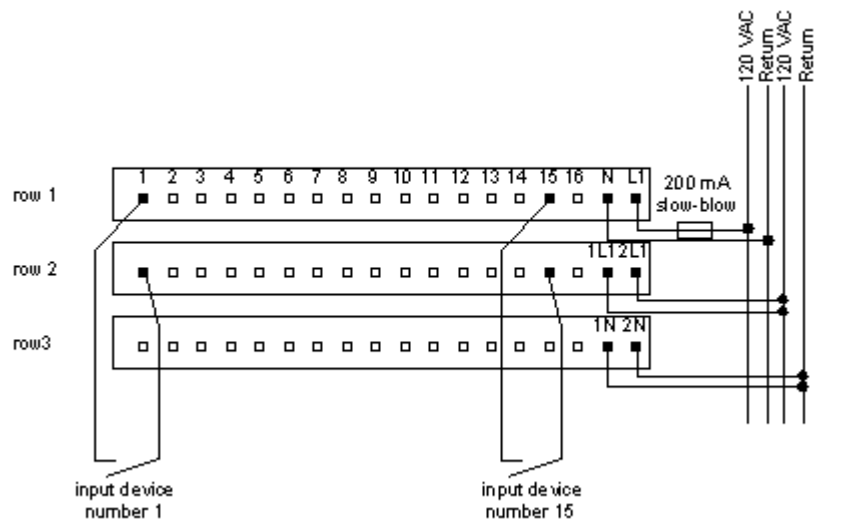 120 VAC
Return
120 VAC
Return
row 1
1 2 3 4 5 6 7 8 9 10 11 12 13 14 15 16 N L1
200 mA
slow-blow
row 2
1L1 2L1
row3
1N 2N
input device
number 1
input device
number 15